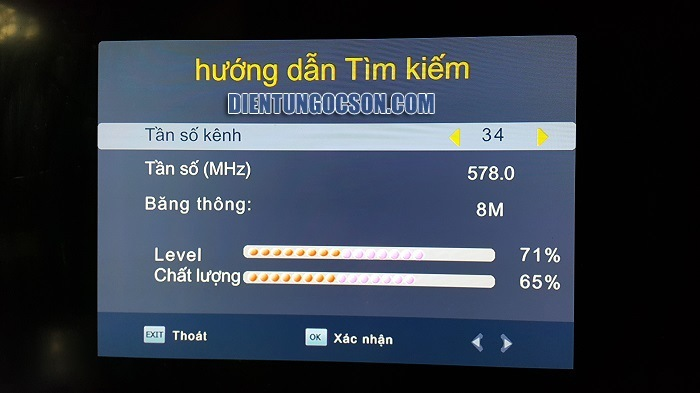 hướng dẫn Tìm kiếm
DIENTUNGOCSON.COM
Tần số kênh 34
Tần số (MHz) 578.0
Băng thông: 8M
Level 71%
Chất lượng 65%
EXIT Thoát OK Xác nhận